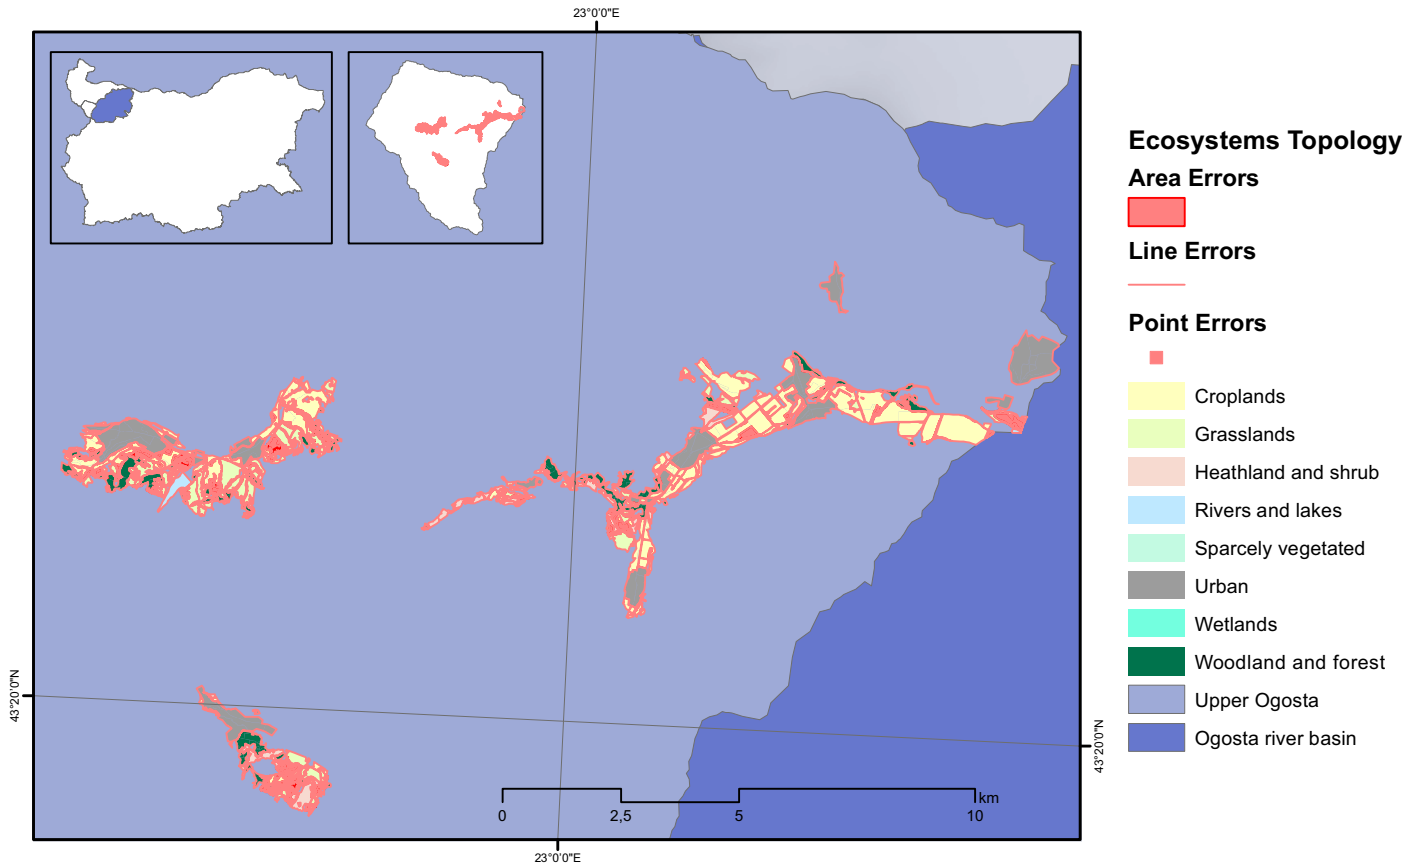 23°0'0"E
Ecosystems Topology
Area Errors
Line Errors
Point Errors
Croplands
Grasslands
Heathland and shrub
Rivers and lakes
Sparcely vegetated
Urban
Wetlands
Woodland and forest
Upper Ogosta
Ogosta river basin
43°20'0"N
43°20'0"N
km
0
2,5
5
10
23°0'0"E